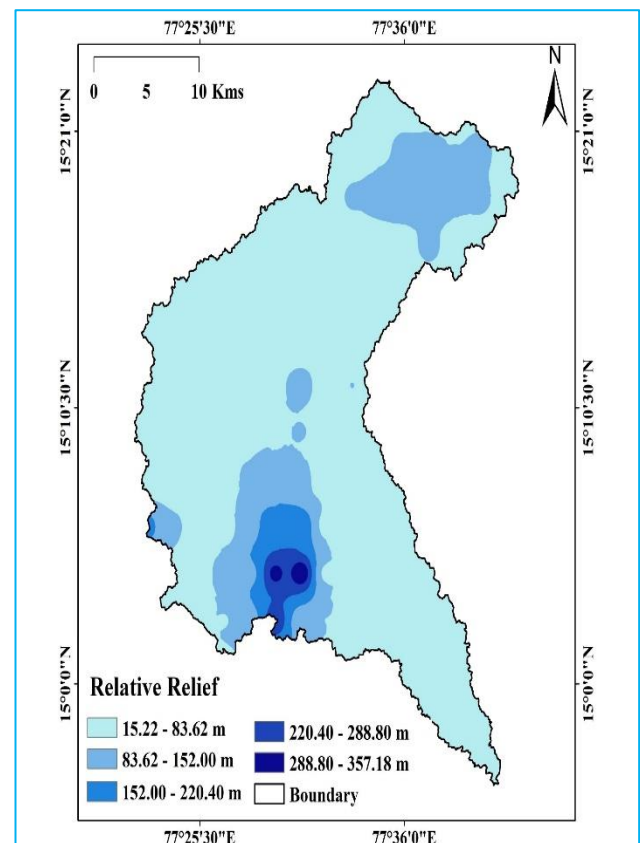 77°25'30"E 77°36'0"E
N
0 5 10 Kms
15°21'0"N 15°21'0"N
15°10'30"N 15°10'30"N
15°0'0"N 15°0'0"N
Relative Relief
15.22 - 83.62 m 220.40 - 288.80 m
83.62 - 152.00 m 288.80 - 357.18 m
152.00 - 220.40 m Boundary
77°25'30"E 77°36'0"E